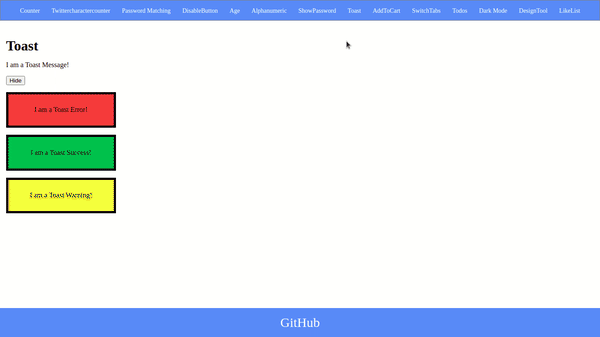 Counter Twittercharactercounter Password Matching DisableButton Age Alphanumeric ShowPassword Toast AddToCart SwitchTabs Todos Dark Mode DesignTool LikeList
Toast
I am a Toast Message!
Hide
I am a Toast Error!
I am a Toast Success!
I am a Toast Warning!
GitHub